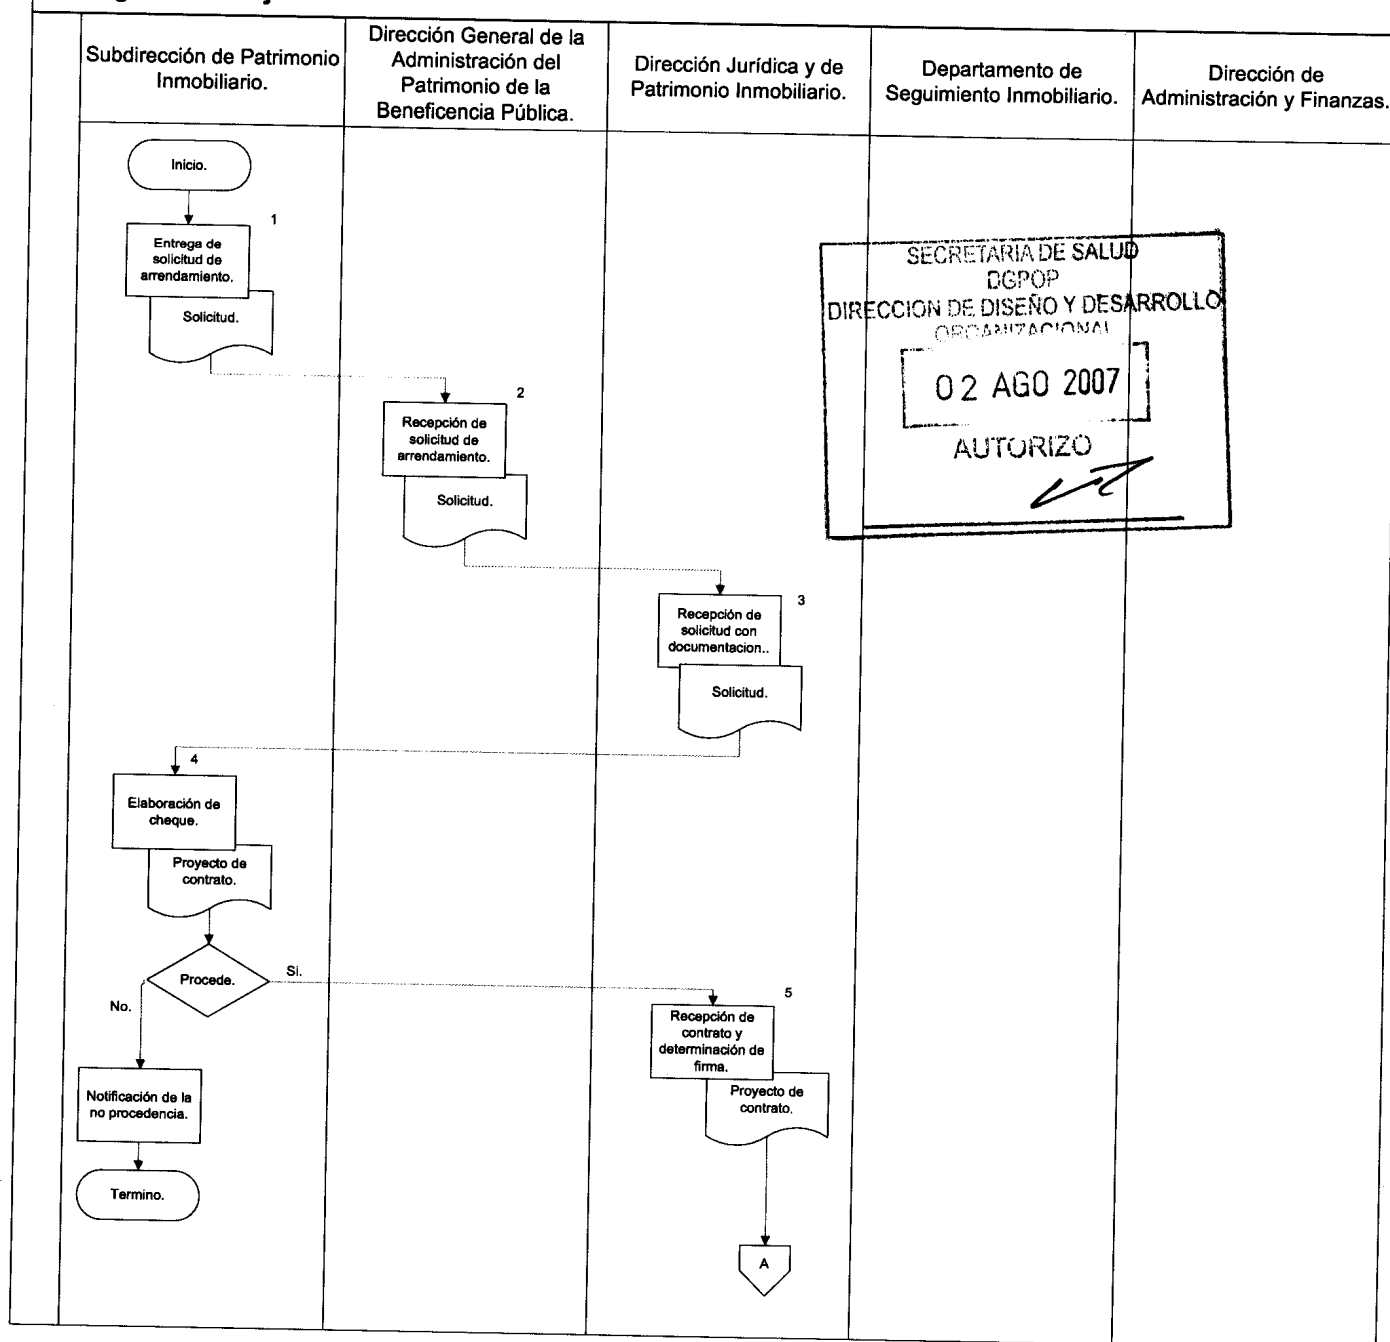 Subdirección de Patrimonio
Inmobiliario.
Dirección General de la
Administración del
Patrimonio de la
Beneficencia Pública.
Dirección Jurídica y de
Patrimonio Inmobiliario.
Departamento de
Seguimiento Inmobiliario.
Dirección de
Administración y Finanzas.
Inicio.
1
Entrega de
solicitud de
arrendamiento.
Solicitud.
SECRETARIA DE SALUD
DGPOP
DIRECCION DE DISEÑO Y DESARROLLO
ORGANIZACIONAL
02 AGO 2007
AUTORIZO
2
Recepción de
solicitud de
arrendamiento.
Solicitud.
3
Recepción de
solicitud con
documentacion..
Solicitud.
4
Elaboración de
cheque.
Proyecto de
contrato.
Procede.
Si.
No.
5
Recepción de
contrato y
determinación de
firma.
Proyecto de
contrato.
Notificación de la
no procedencia.
Termino.
A